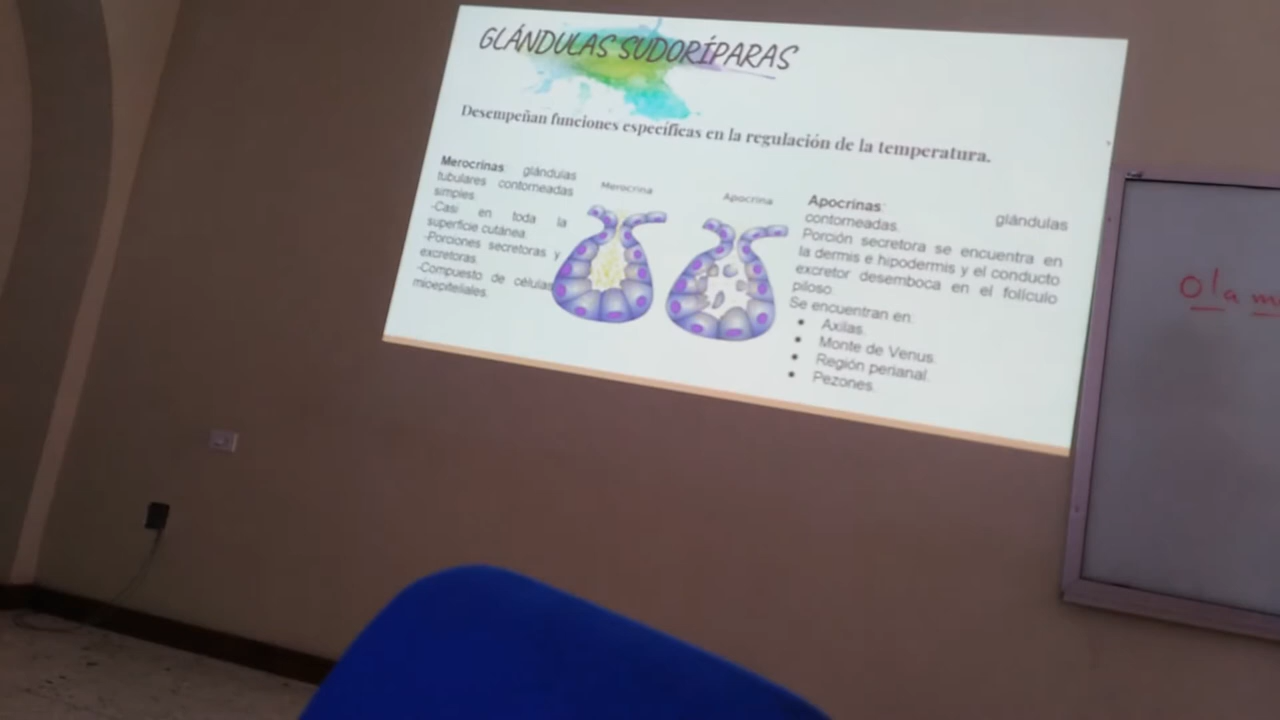 GLÁNDULAS SUDORÍPARAS
Desempeñan funciones específicas en la regulación de la temperatura.
Merocrinas: glándulas
tubulares contorneadas
simples.
-Casi en toda la
superficie cutánea.
-Porciones secretoras y
excretoras.
-Compuesto de células
mioepiteliales.
Merocrina
Apocrina
Apocrinas: glándulas
contorneadas.
Porción secretora se encuentra en
la dermis e hipodermis y el conducto
excretor desemboca en el folículo
piloso.
Se encuentran en:
• Axilas.
• Monte de Venus.
• Región perianal.
• Pezones.
Ola